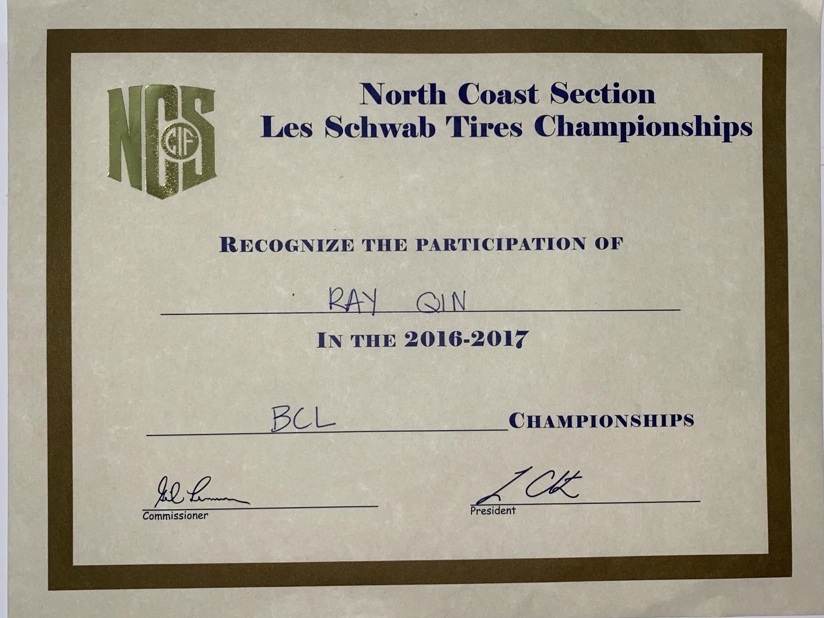 NCS
CIF
North Coast Section
Les Schwab Tires Championships
RECOGNIZE THE PARTICIPATION OF
RAY QIN
IN THE 2016-2017
BCL CHAMPIONSHIPS
Commissioner
President